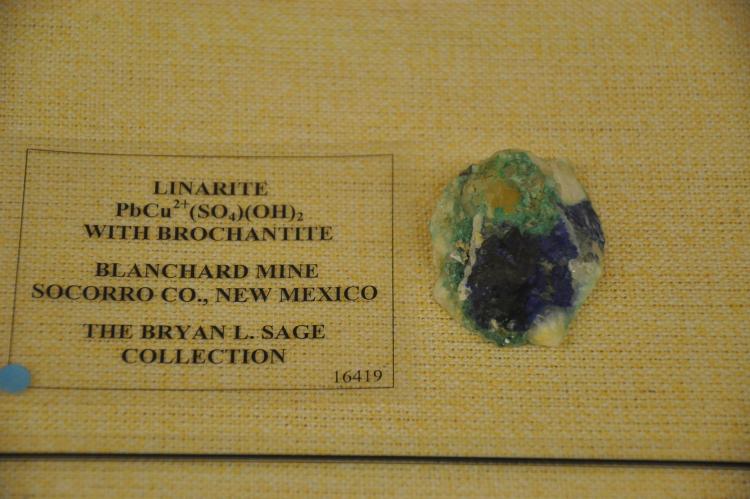 LINARITE
PbCu²⁺(SO₄)(OH)₂
WITH BROCHANTITE
BLANCHARD MINE
SOCORRO CO., NEW MEXICO
THE BRYAN L. SAGE
COLLECTION
16419